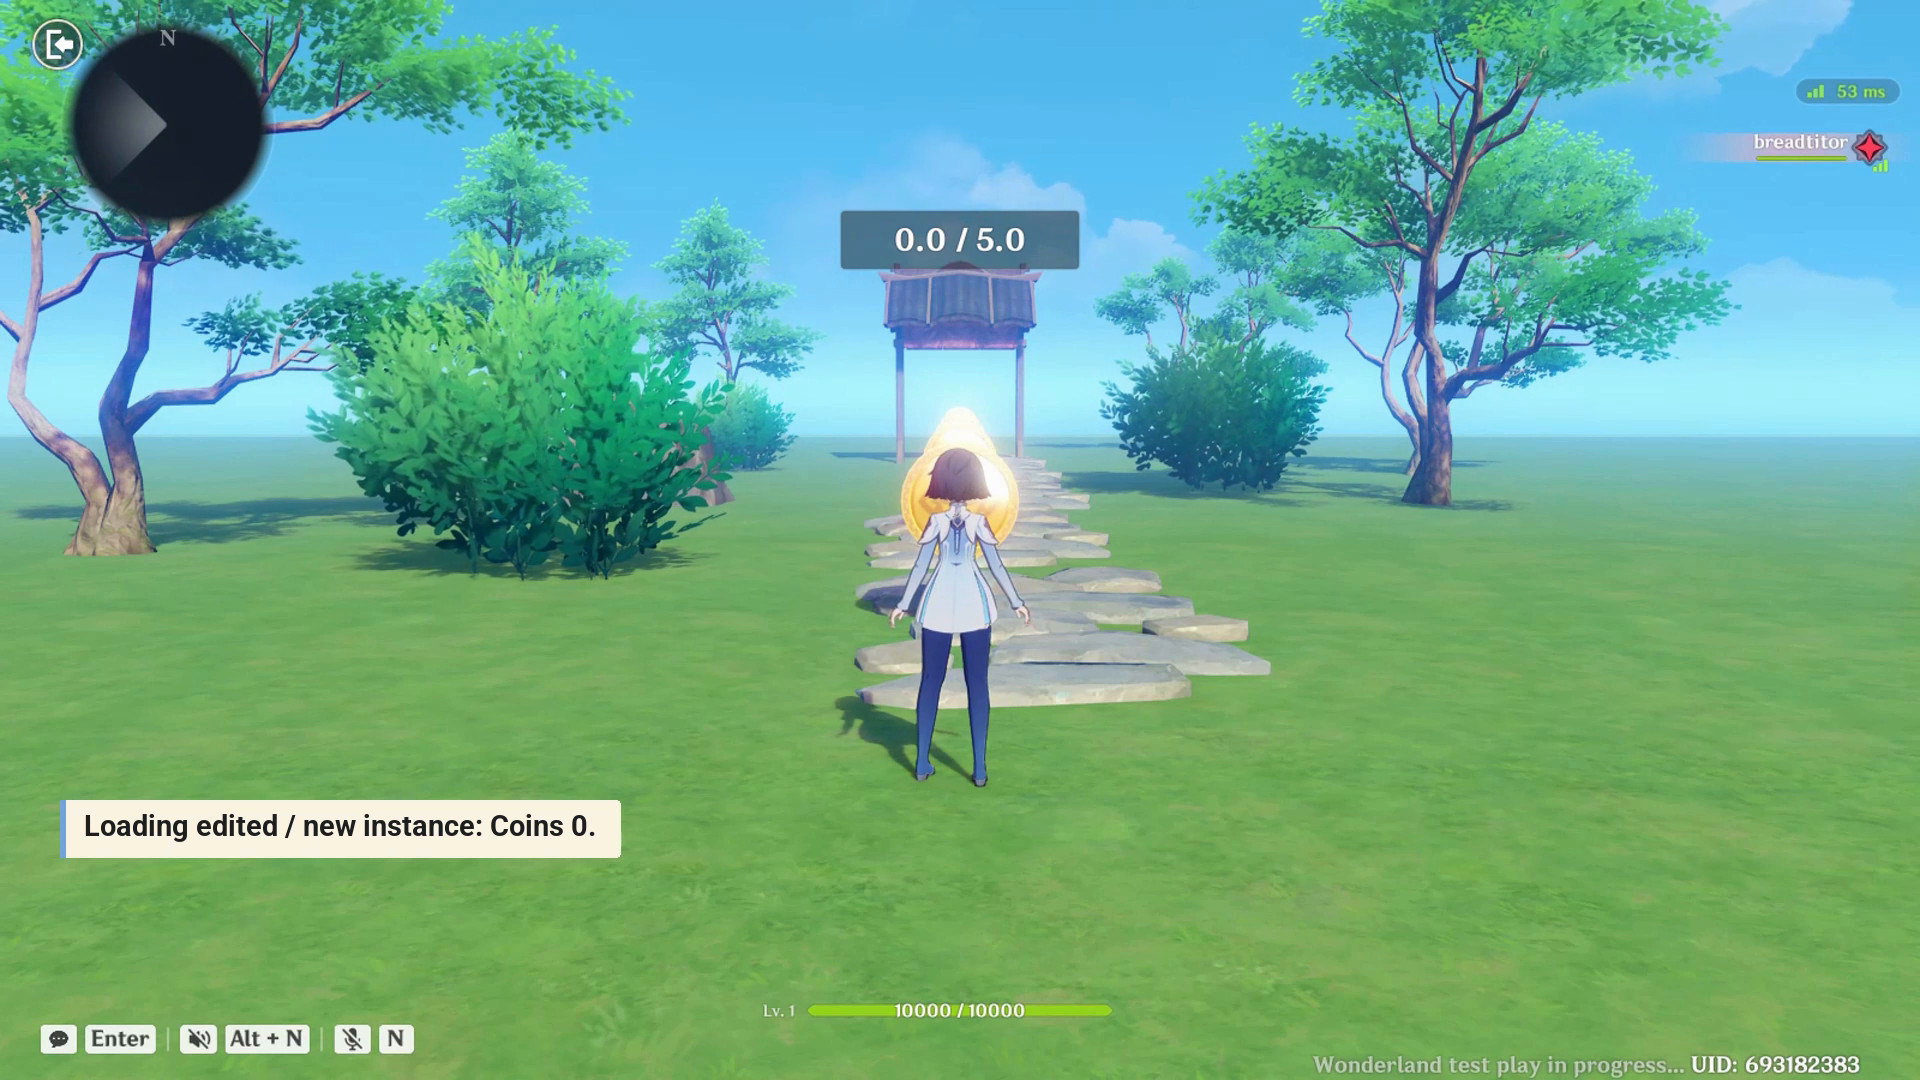 N
53 ms
breadtitor
0.0 / 5.0
Loading edited / new instance: Coins 0.
Lv. 1
10000 / 10000
Enter
Alt + N
N
Wonderland test play in progress... UID: 693182383